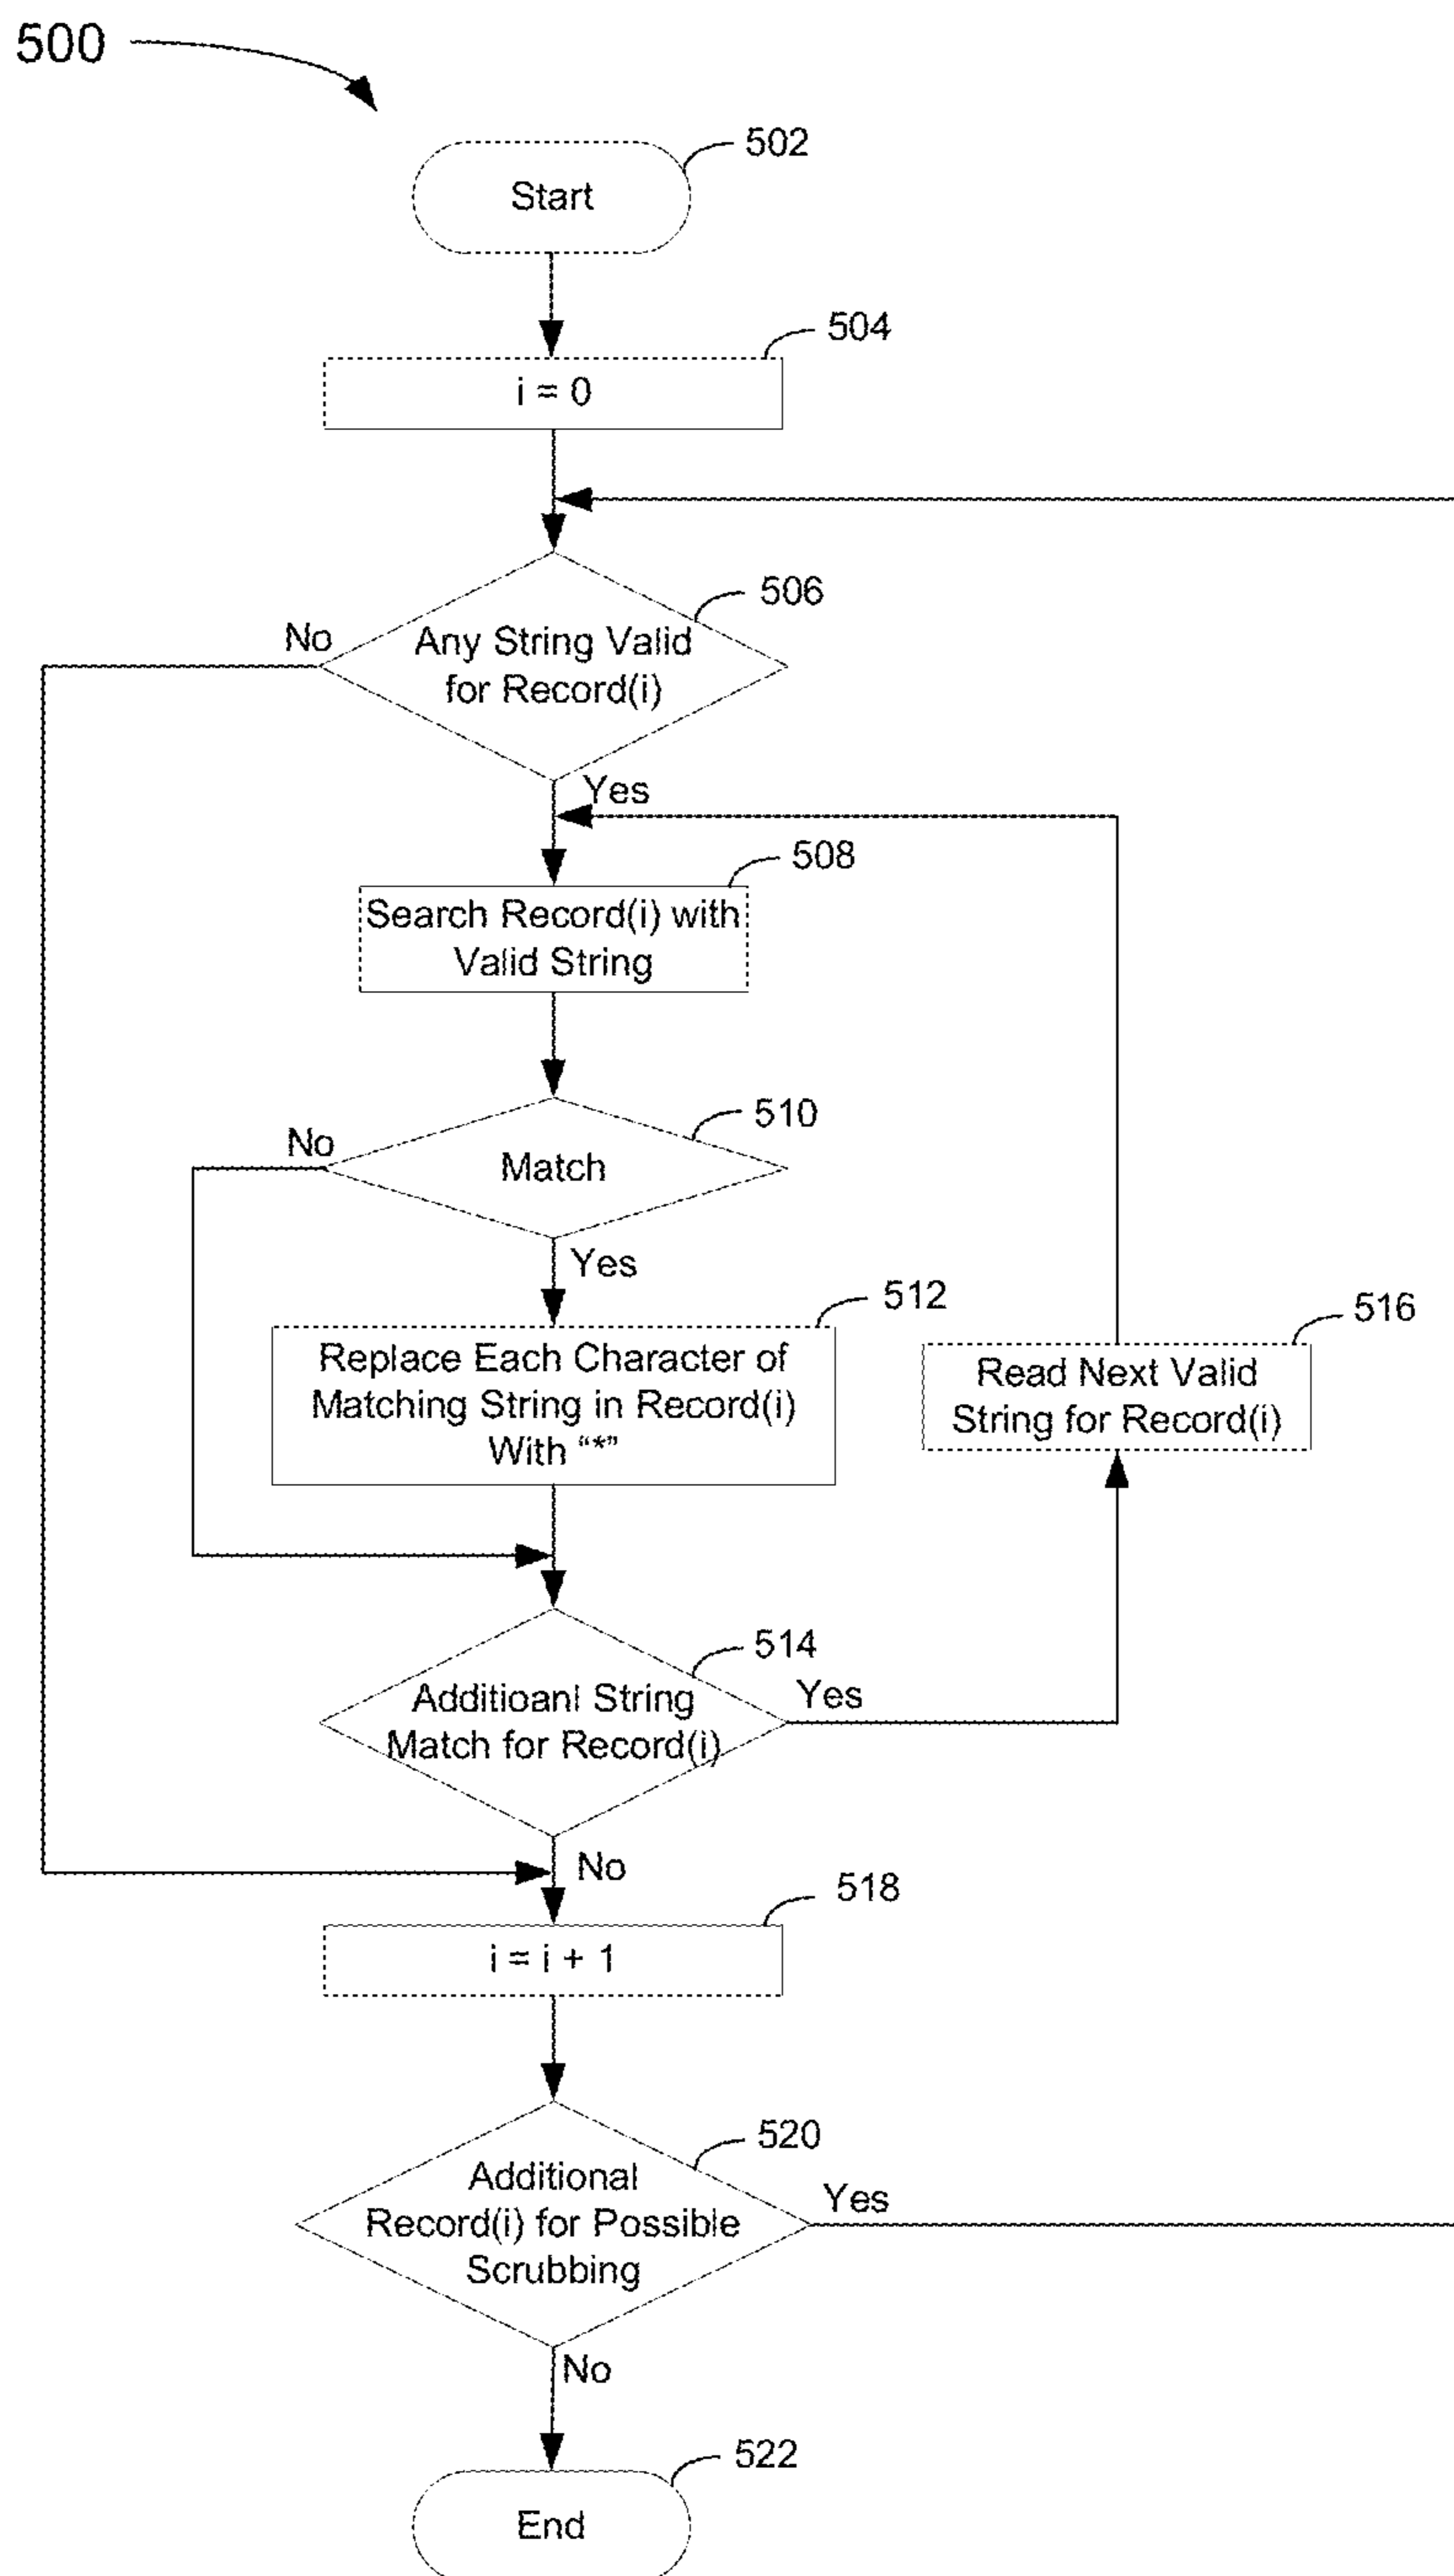 500
502
Start
504
i = 0
506
No
Any String Valid
for Record(i)
Yes
508
Search Record(i) with
Valid String
510
No
Match
Yes
512
Replace Each Character of
Matching String in Record(i)
With “*”
516
Read Next Valid
String for Record(i)
514
Additioanl String
Match for Record(i)
Yes
No
518
i = i + 1
520
Additional
Record(i) for Possible
Scrubbing
Yes
No
522
End